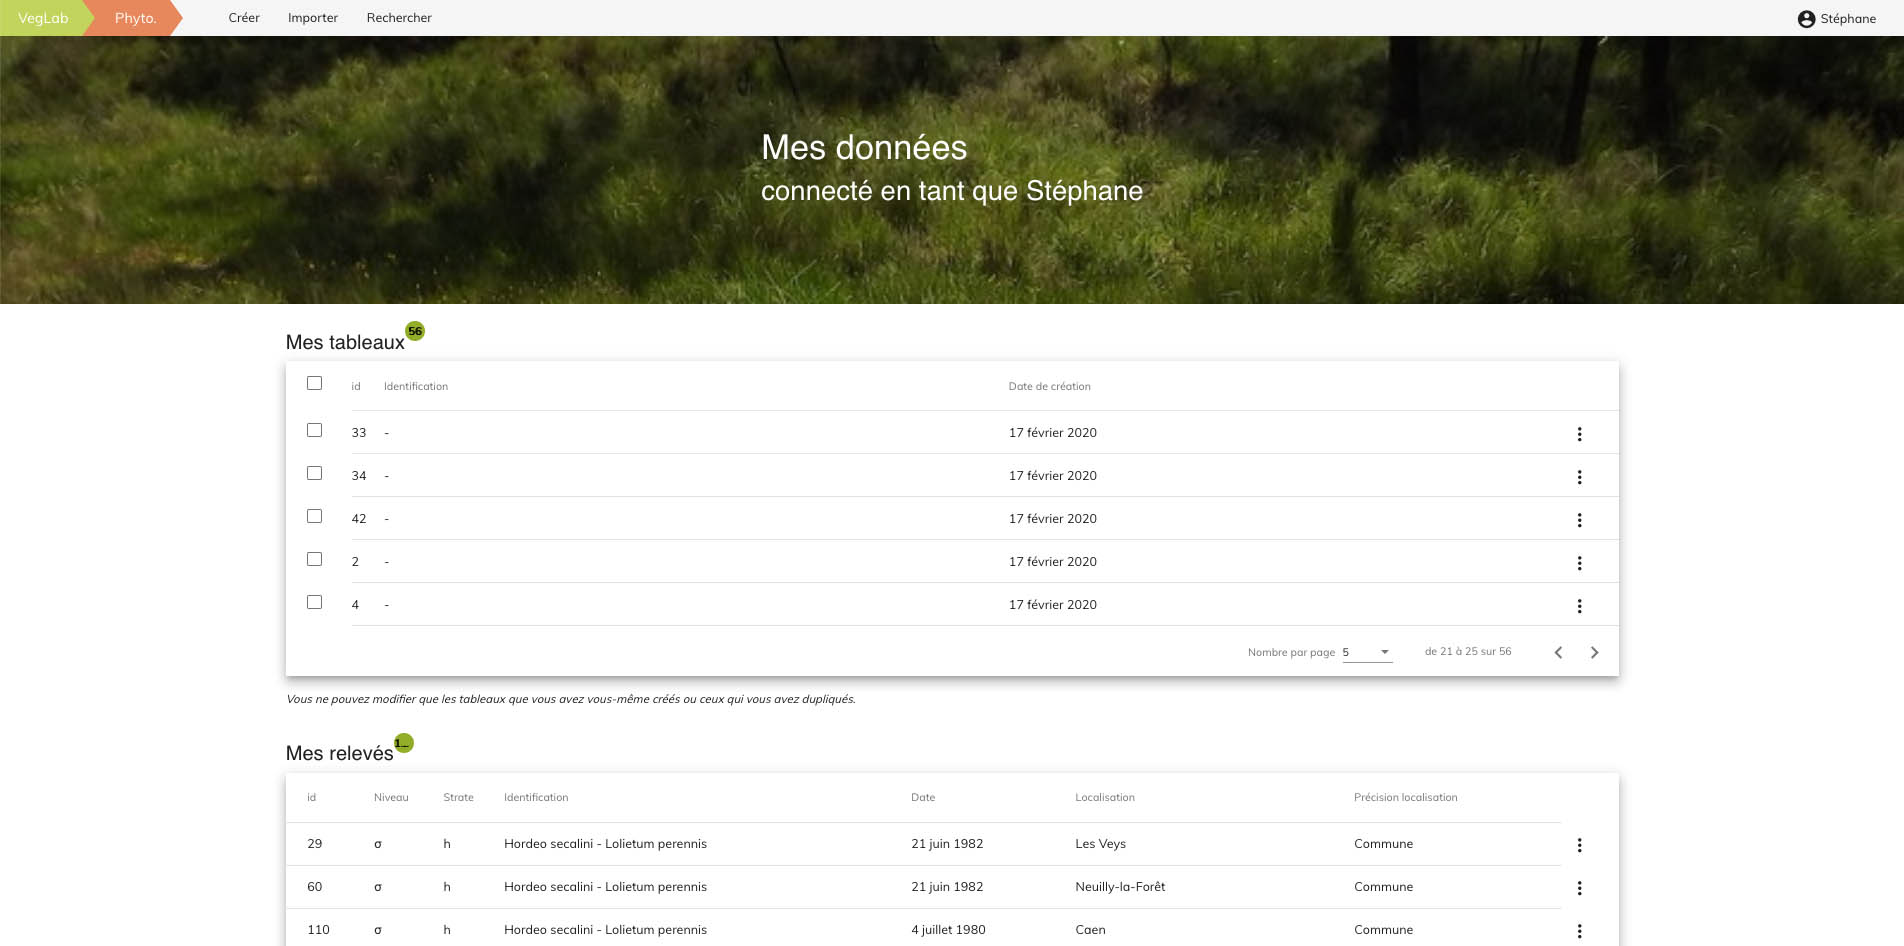 VegLab Phyto. Créer Importer Rechercher Stéphane
Mes données
connecté en tant que Stéphane
Mes tableaux 56
id Identification Date de création
33 - 17 février 2020
34 - 17 février 2020
42 - 17 février 2020
2 - 17 février 2020
4 - 17 février 2020
Nombre par page 5 de 21 à 25 sur 56
Vous ne pouvez modifier que les tableaux que vous avez vous-même créés ou ceux qui vous avez dupliqués.
Mes relevés 1...
id Niveau Strate Identification Date Localisation Précision localisation
29 σ h Hordeo secalini - Lolietum perennis 21 juin 1982 Les Veys Commune
60 σ h Hordeo secalini - Lolietum perennis 21 juin 1982 Neuilly-la-Forêt Commune
110 σ h Hordeo secalini - Lolietum perennis 4 juillet 1980 Caen Commune